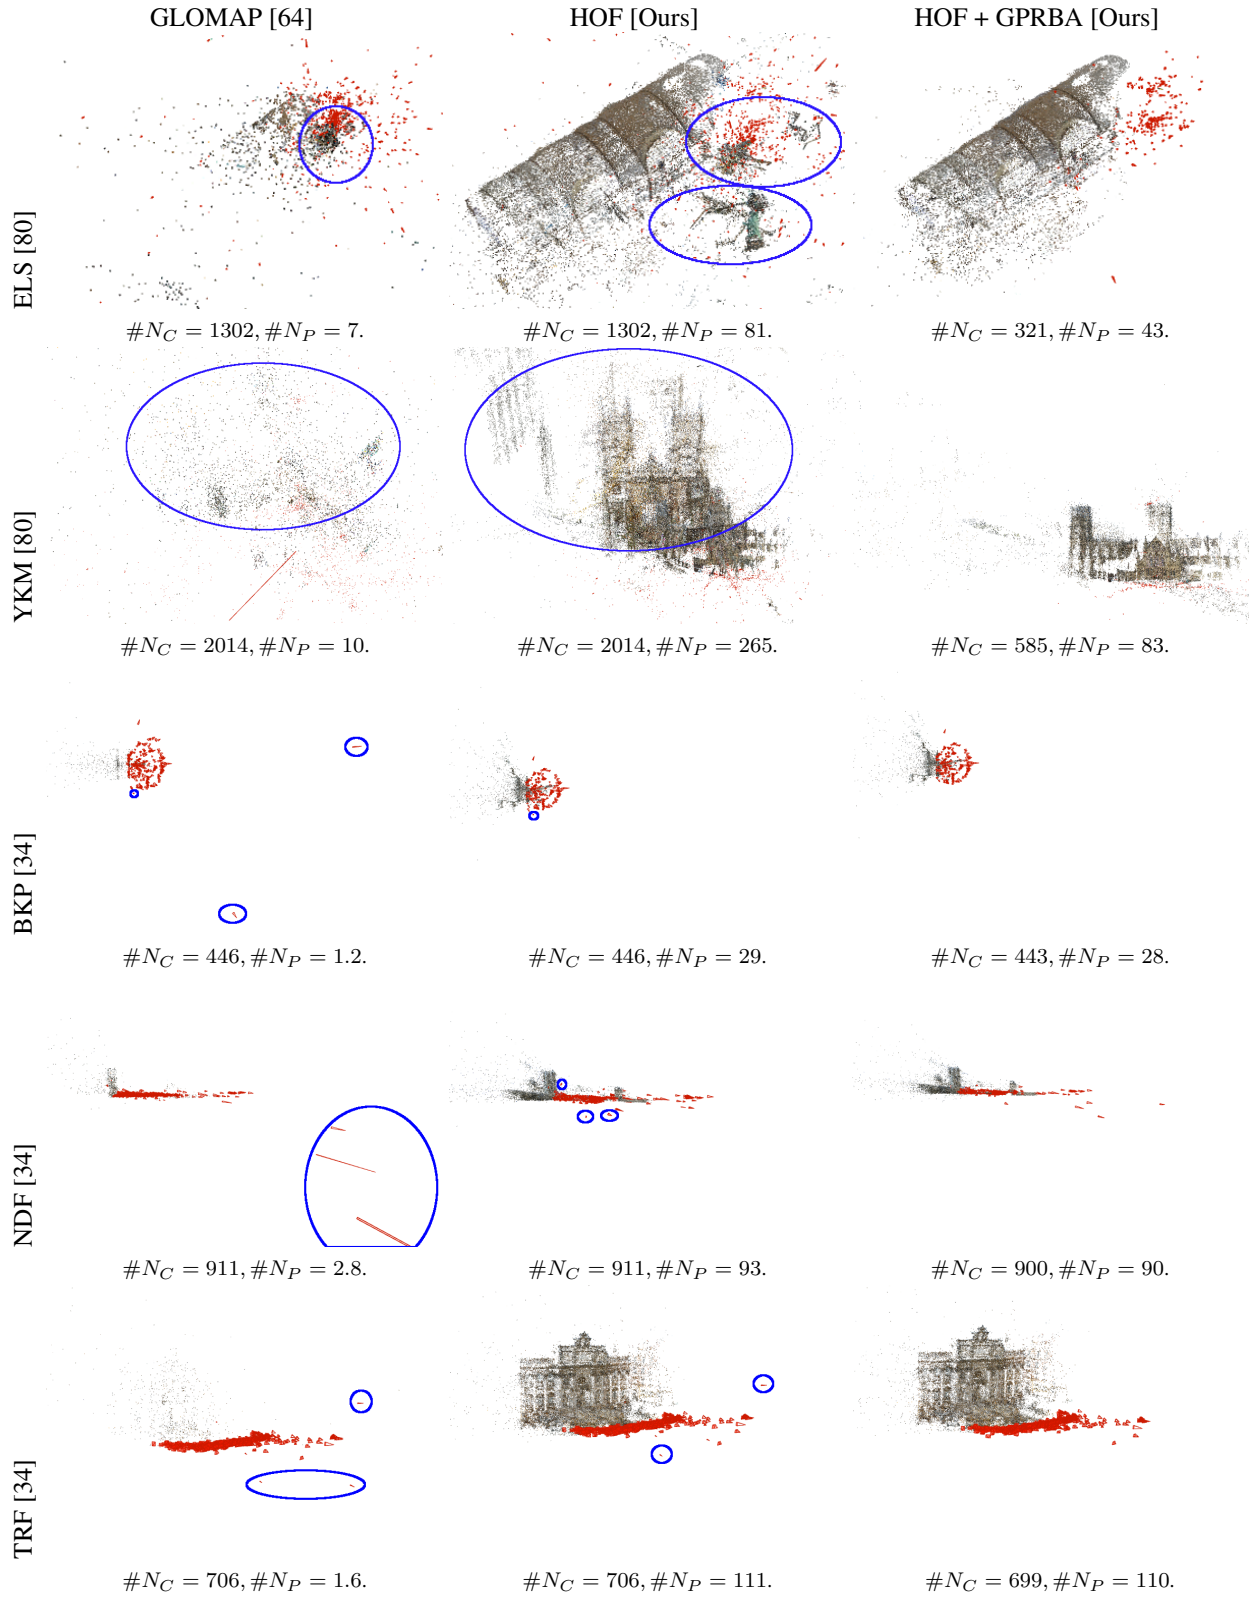 GLOMAP [64] HOF [Ours] HOF + GPRBA [Ours]
ELS [80]
#N_C = 1302, #N_P = 7. #N_C = 1302, #N_P = 81. #N_C = 321, #N_P = 43.
YKM [80]
#N_C = 2014, #N_P = 10. #N_C = 2014, #N_P = 265. #N_C = 585, #N_P = 83.
BKP [34]
#N_C = 446, #N_P = 1.2. #N_C = 446, #N_P = 29. #N_C = 443, #N_P = 28.
NDF [34]
#N_C = 911, #N_P = 2.8. #N_C = 911, #N_P = 93. #N_C = 900, #N_P = 90.
TRF [34]
#N_C = 706, #N_P = 1.6. #N_C = 706, #N_P = 111. #N_C = 699, #N_P = 110.